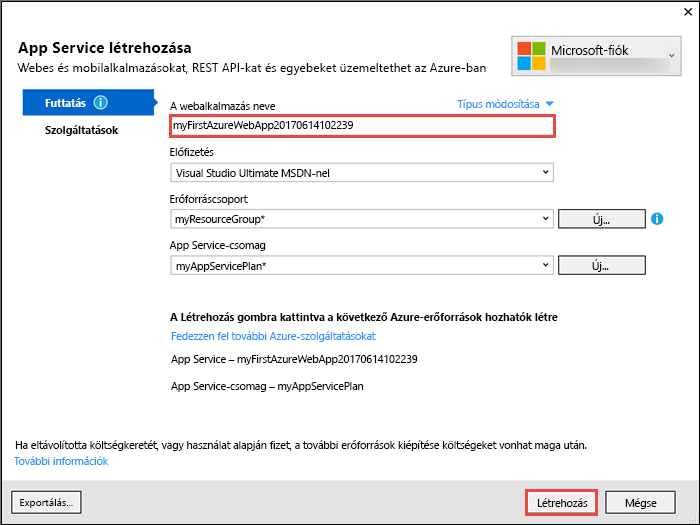 App Service létrehozása
Webes és mobilalkalmazásokat, REST API-kat és egyebeket üzemeltethet az Azure-ban
Microsoft-fiók
Futtatás
Szolgáltatások
A webalkalmazás neve
Típus módosítása
myFirstAzureWebApp20170614102239
Előfizetés
Visual Studio Ultimate MSDN-nel
Erőforráscsoport
myResourceGroup*
Új...
App Service-csomag
myAppServicePlan*
Új...
A Létrehozás gombra kattintva a következő Azure-erőforrások hozhatók létre
Fedezzen fel további Azure-szolgáltatásokat
App Service – myFirstAzureWebApp20170614102239
App Service-csomag – myAppServicePlan
Ha eltávolította költségkeretét, vagy használat alapján fizet, a további erőforrások kiépítése költségeket vonhat maga után.
További információk
Exportálás...
Létrehozás
Mégse